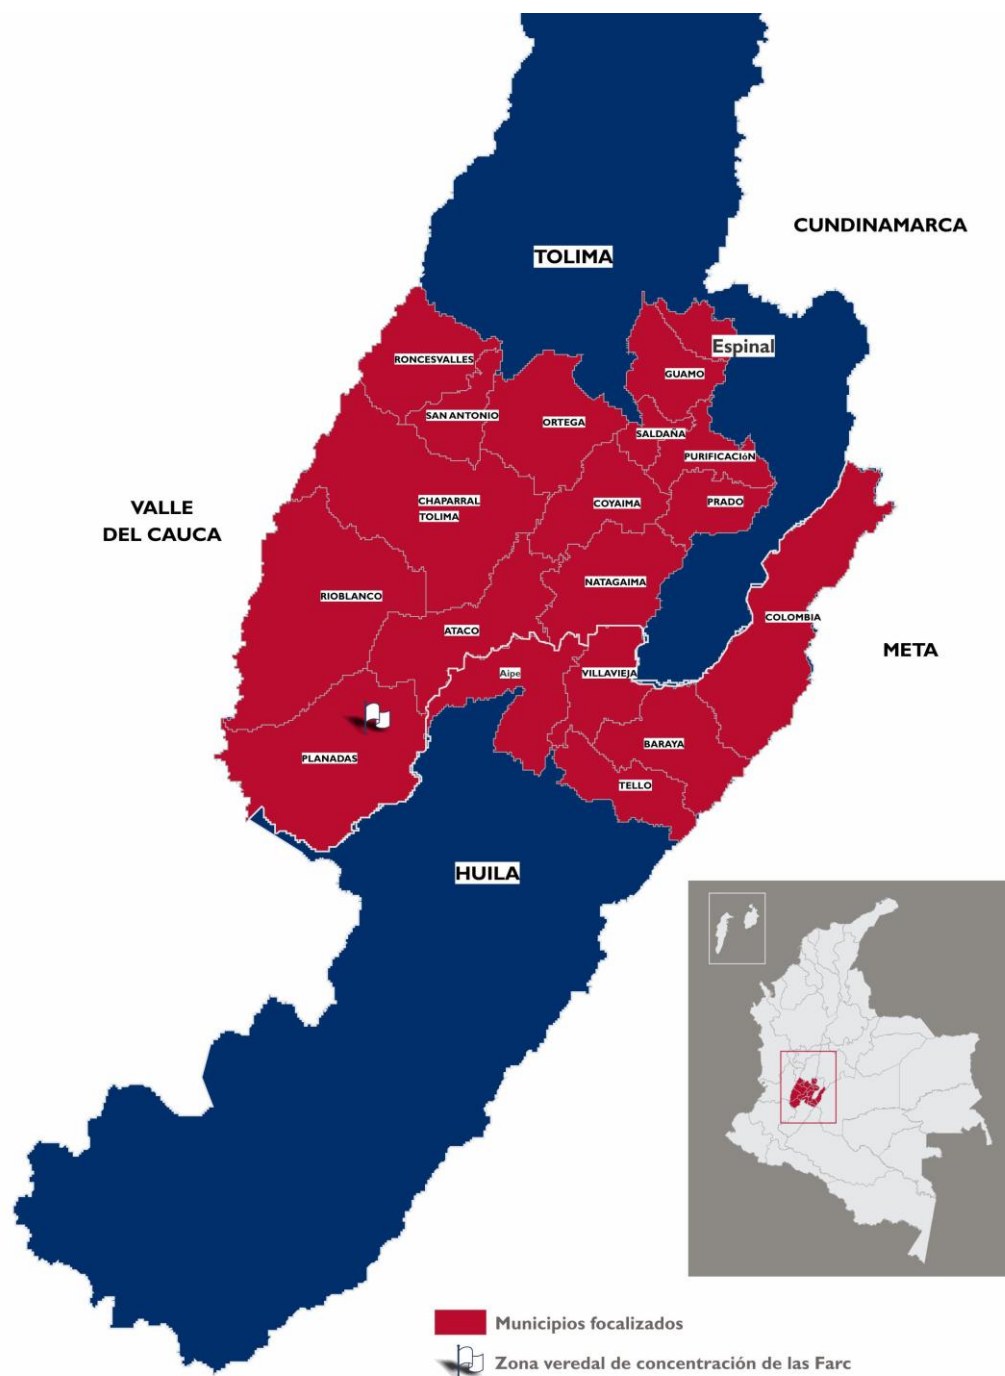 CUNDINAMARCA
TOLIMA
Espinal
RONCESVALLES
GUAMO
SAN ANTONIO
ORTEGA
SALDAÑA
PURIFICACIóN
CHAPARRAL
TOLIMA
COYAIMA
PRADO
VALLE
DEL CAUCA
NATAGAIMA
RIOBLANCO
COLOMBIA
ATACO
META
Aipe
VILLAVIEJA
BARAYA
PLANADAS
TELLO
HUILA
Municipios focalizados
Zona veredal de concentración de las Farc